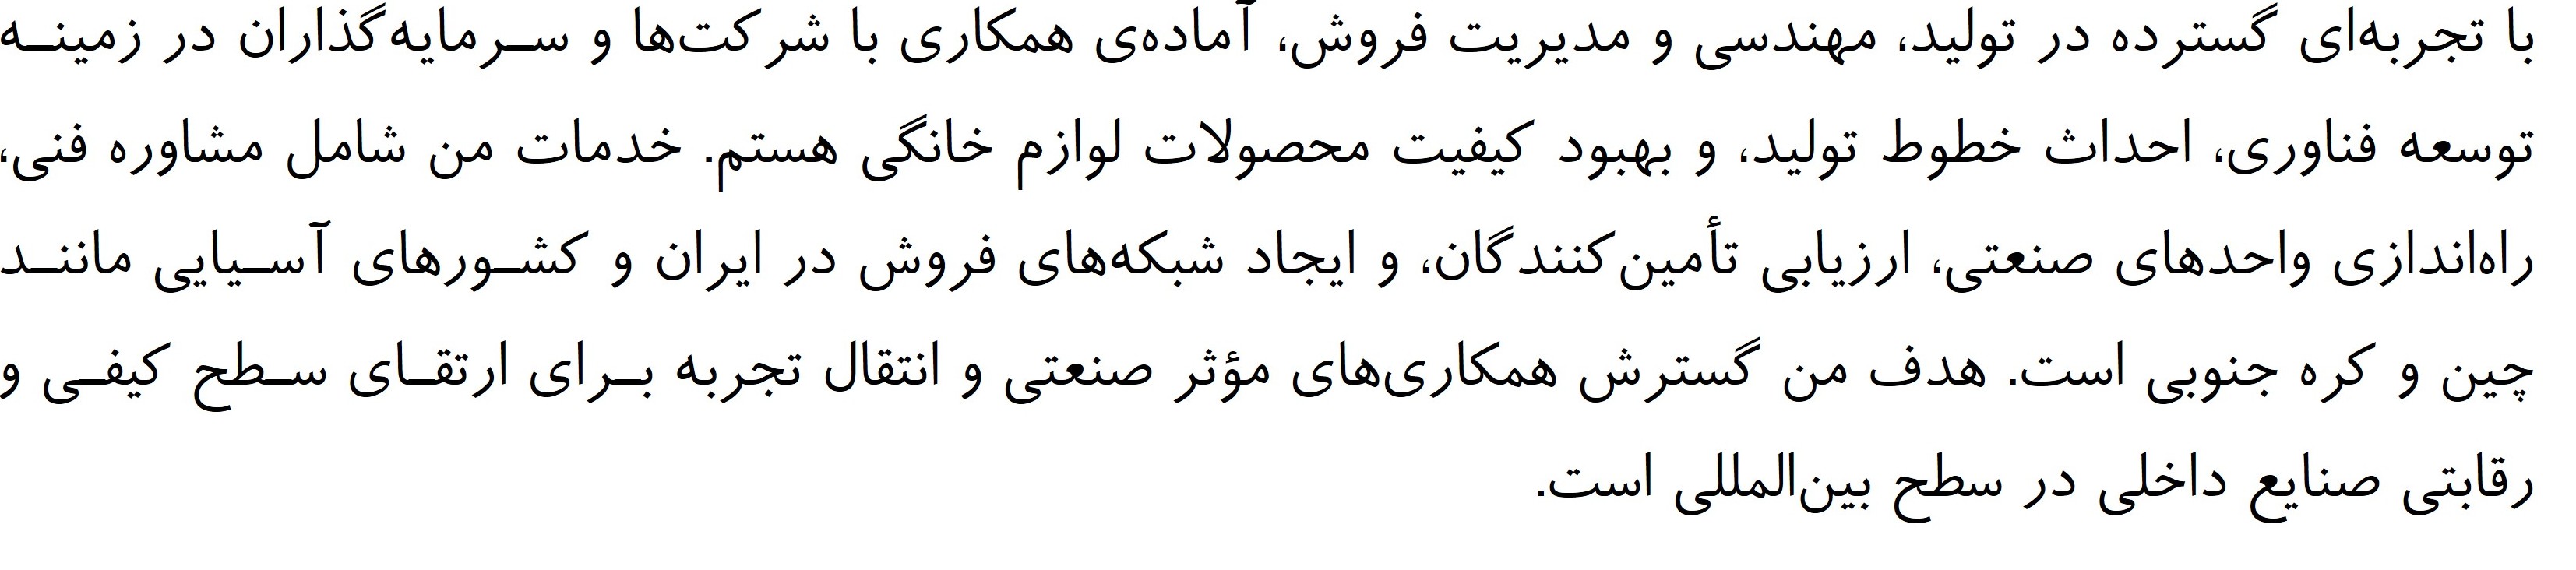 با تجربه‌ای گسترده در تولید، مهندسی و مدیریت فروش، آماده‌ی همکاری با شرکت‌ها و سرمایه‌گذاران در زمینه
توسعه فناوری، احداث خطوط تولید، و بهبود کیفیت محصولات لوازم خانگی هستم. خدمات من شامل مشاوره فنی،
راه‌اندازی واحدهای صنعتی، ارزیابی تأمین‌کنندگان، و ایجاد شبکه‌های فروش در ایران و کشورهای آسیایی مانند
چین و کره جنوبی است. هدف من گسترش همکاری‌های مؤثر صنعتی و انتقال تجربه برای ارتقای سطح کیفی و
رقابتی صنایع داخلی در سطح بین‌المللی است.